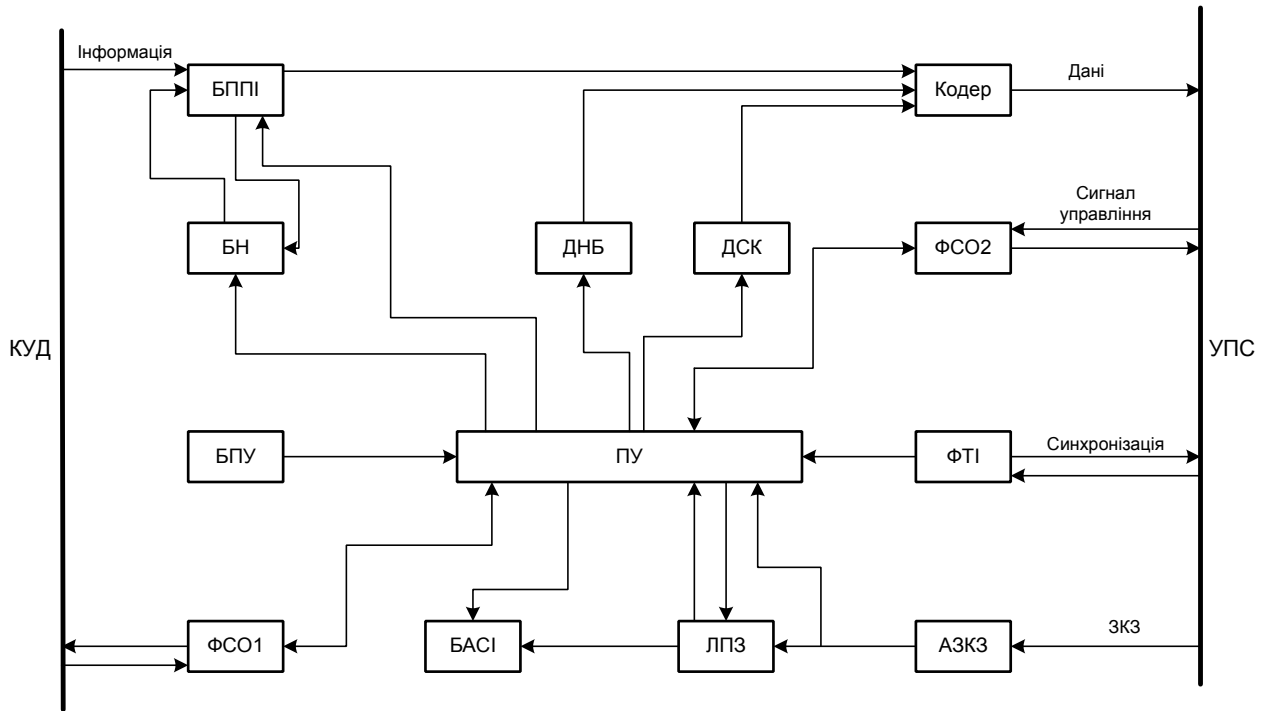 Інформація
БППІ
Кодер
Дані
Сигнал
управління
БН
ДНБ
ДСК
ФСО2
КУД
УПС
БПУ
ПУ
ФТІ
Синхронізація
ФСО1
БАСІ
ЛПЗ
АЗКЗ
ЗКЗ